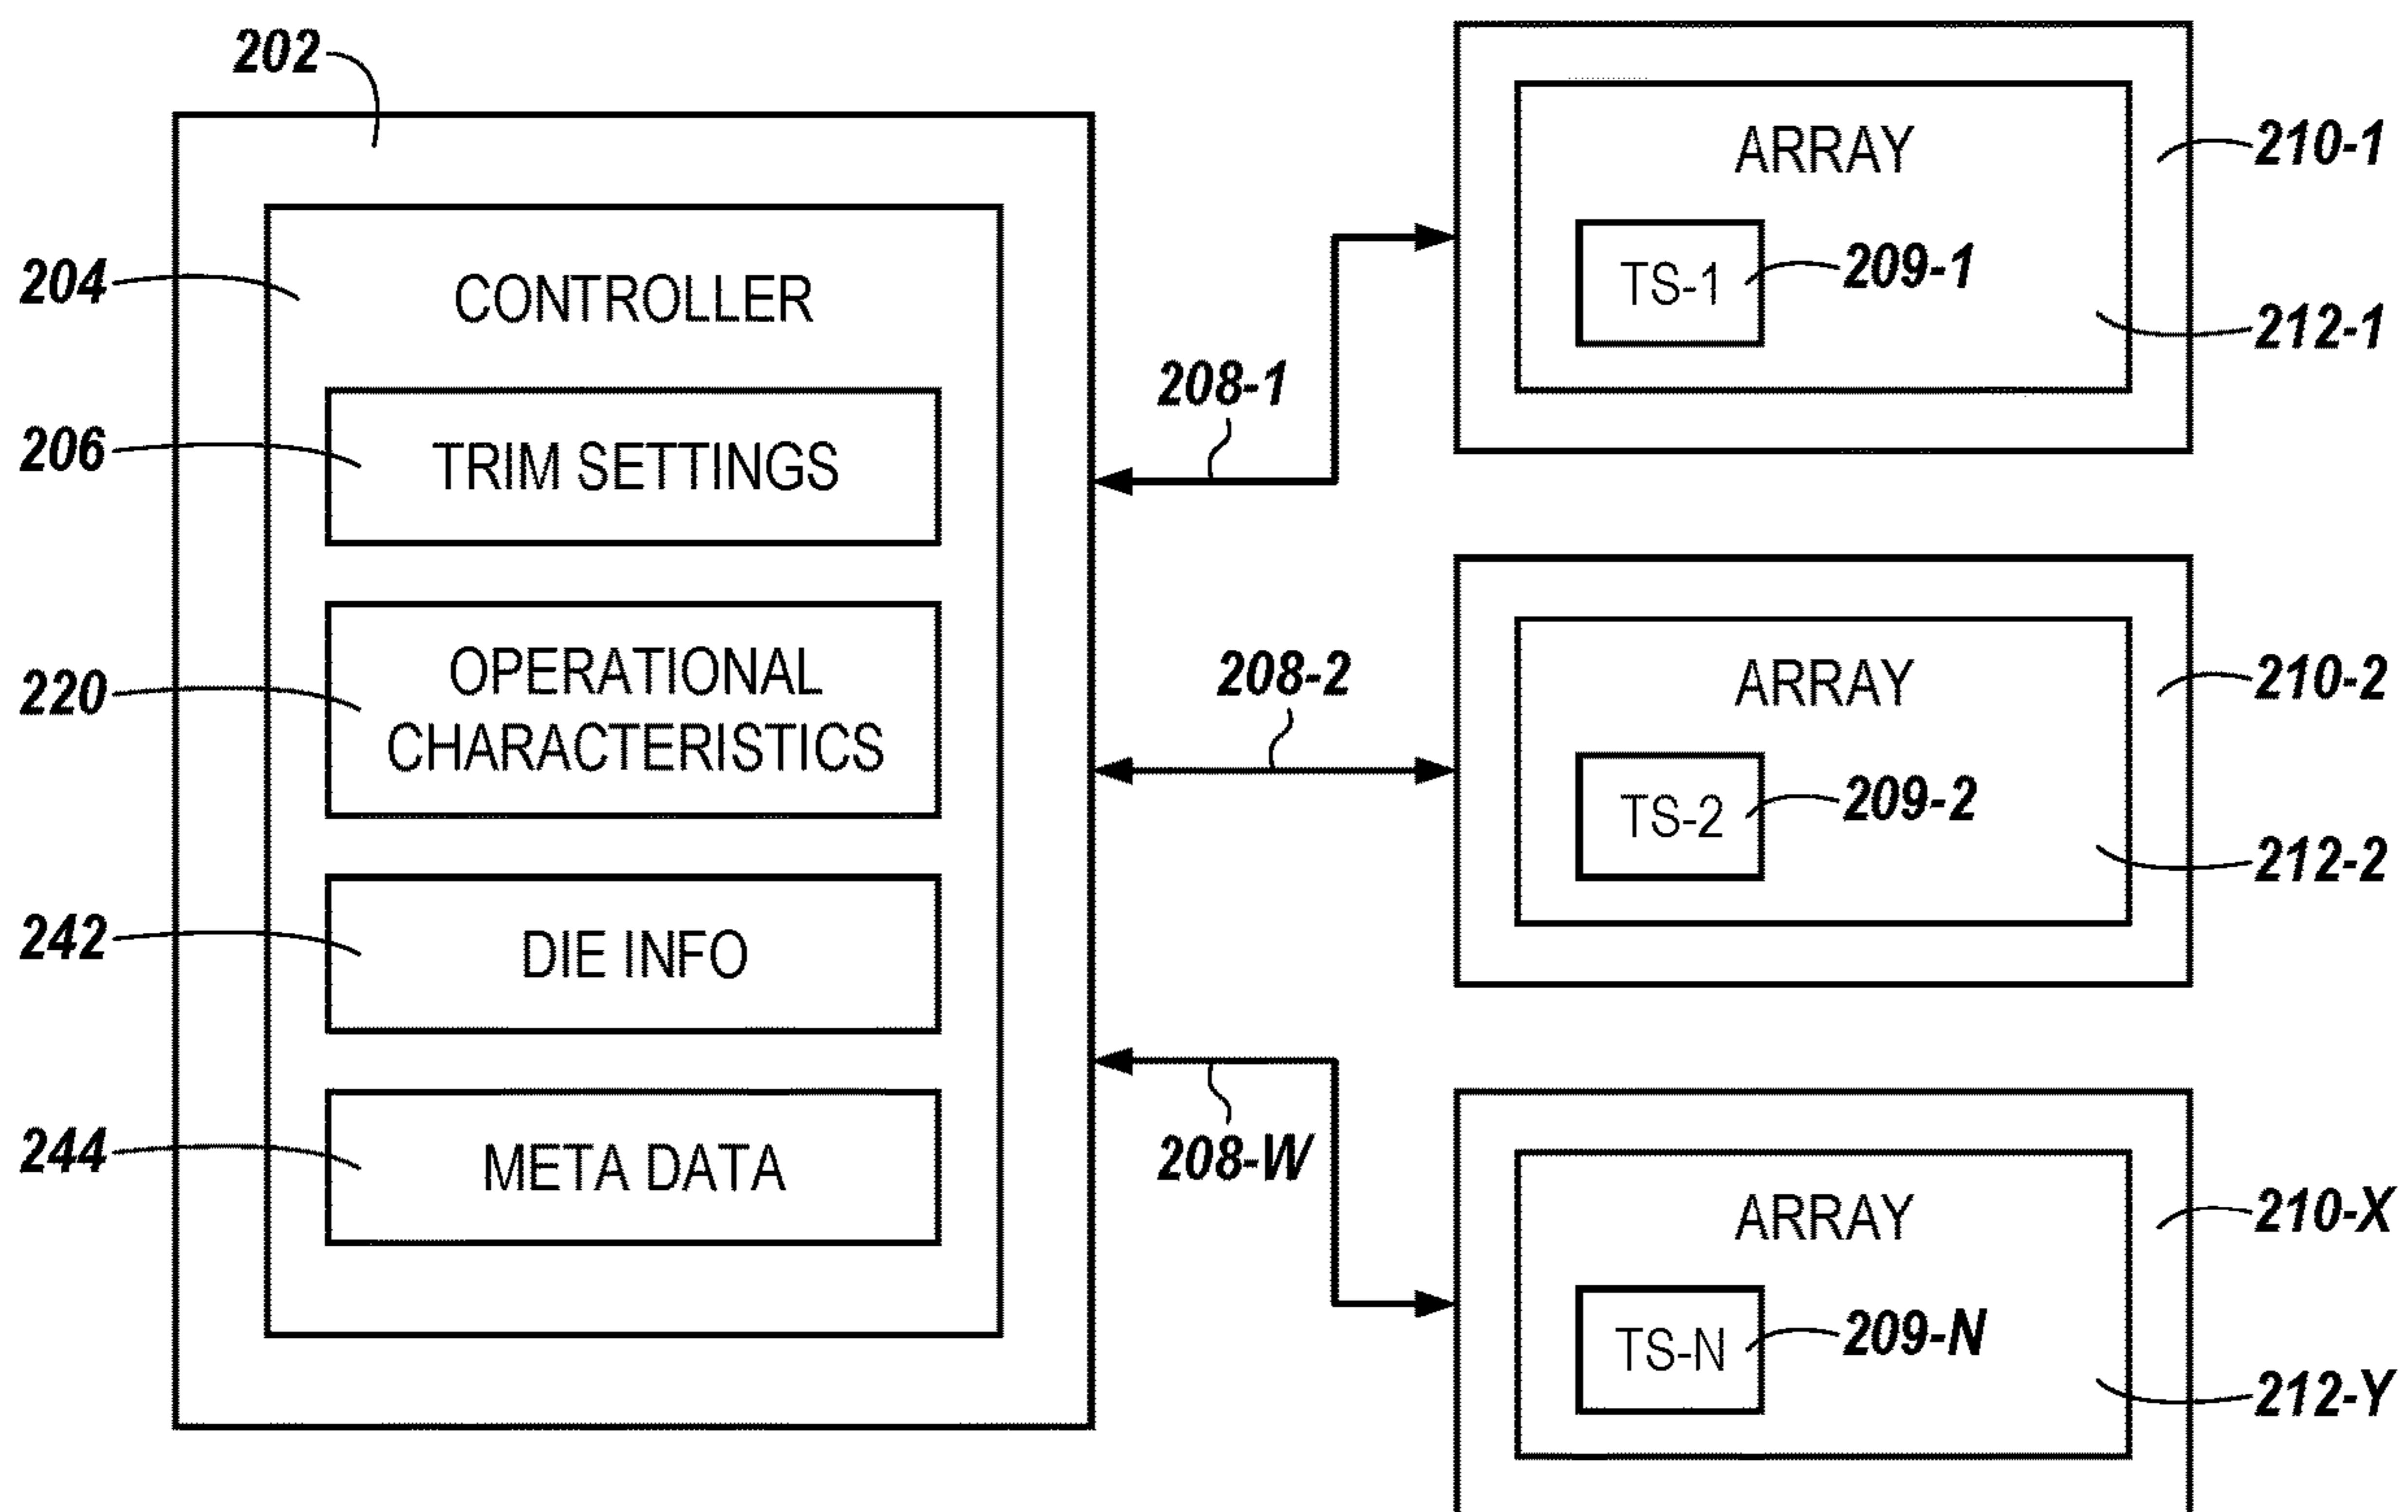 202
204
CONTROLLER
206
TRIM SETTINGS
220
OPERATIONAL
CHARACTERISTICS
242
DIE INFO
244
META DATA
208-1
208-2
208-W
ARRAY
210-1
TS-1
209-1
212-1
ARRAY
210-2
TS-2
209-2
212-2
ARRAY
210-X
TS-N
209-N
212-Y